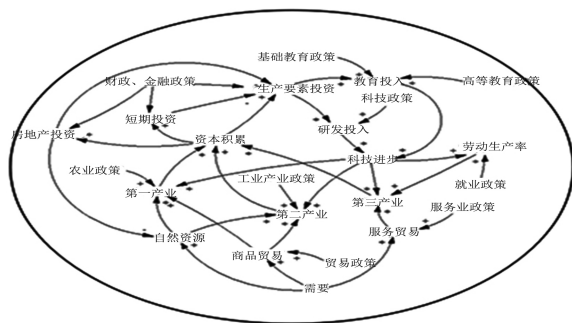 基础教育政策
财政、金融政策
生产要素投资
教育投入
高等教育政策
科技政策
短期投资
研发投入
房地产投资
资本积累
劳动生产率
科技进步
农业政策
工业产业政策
就业政策
第一产业
第三产业
第二产业
服务业政策
自然资源
服务贸易
商品贸易
贸易政策
需要